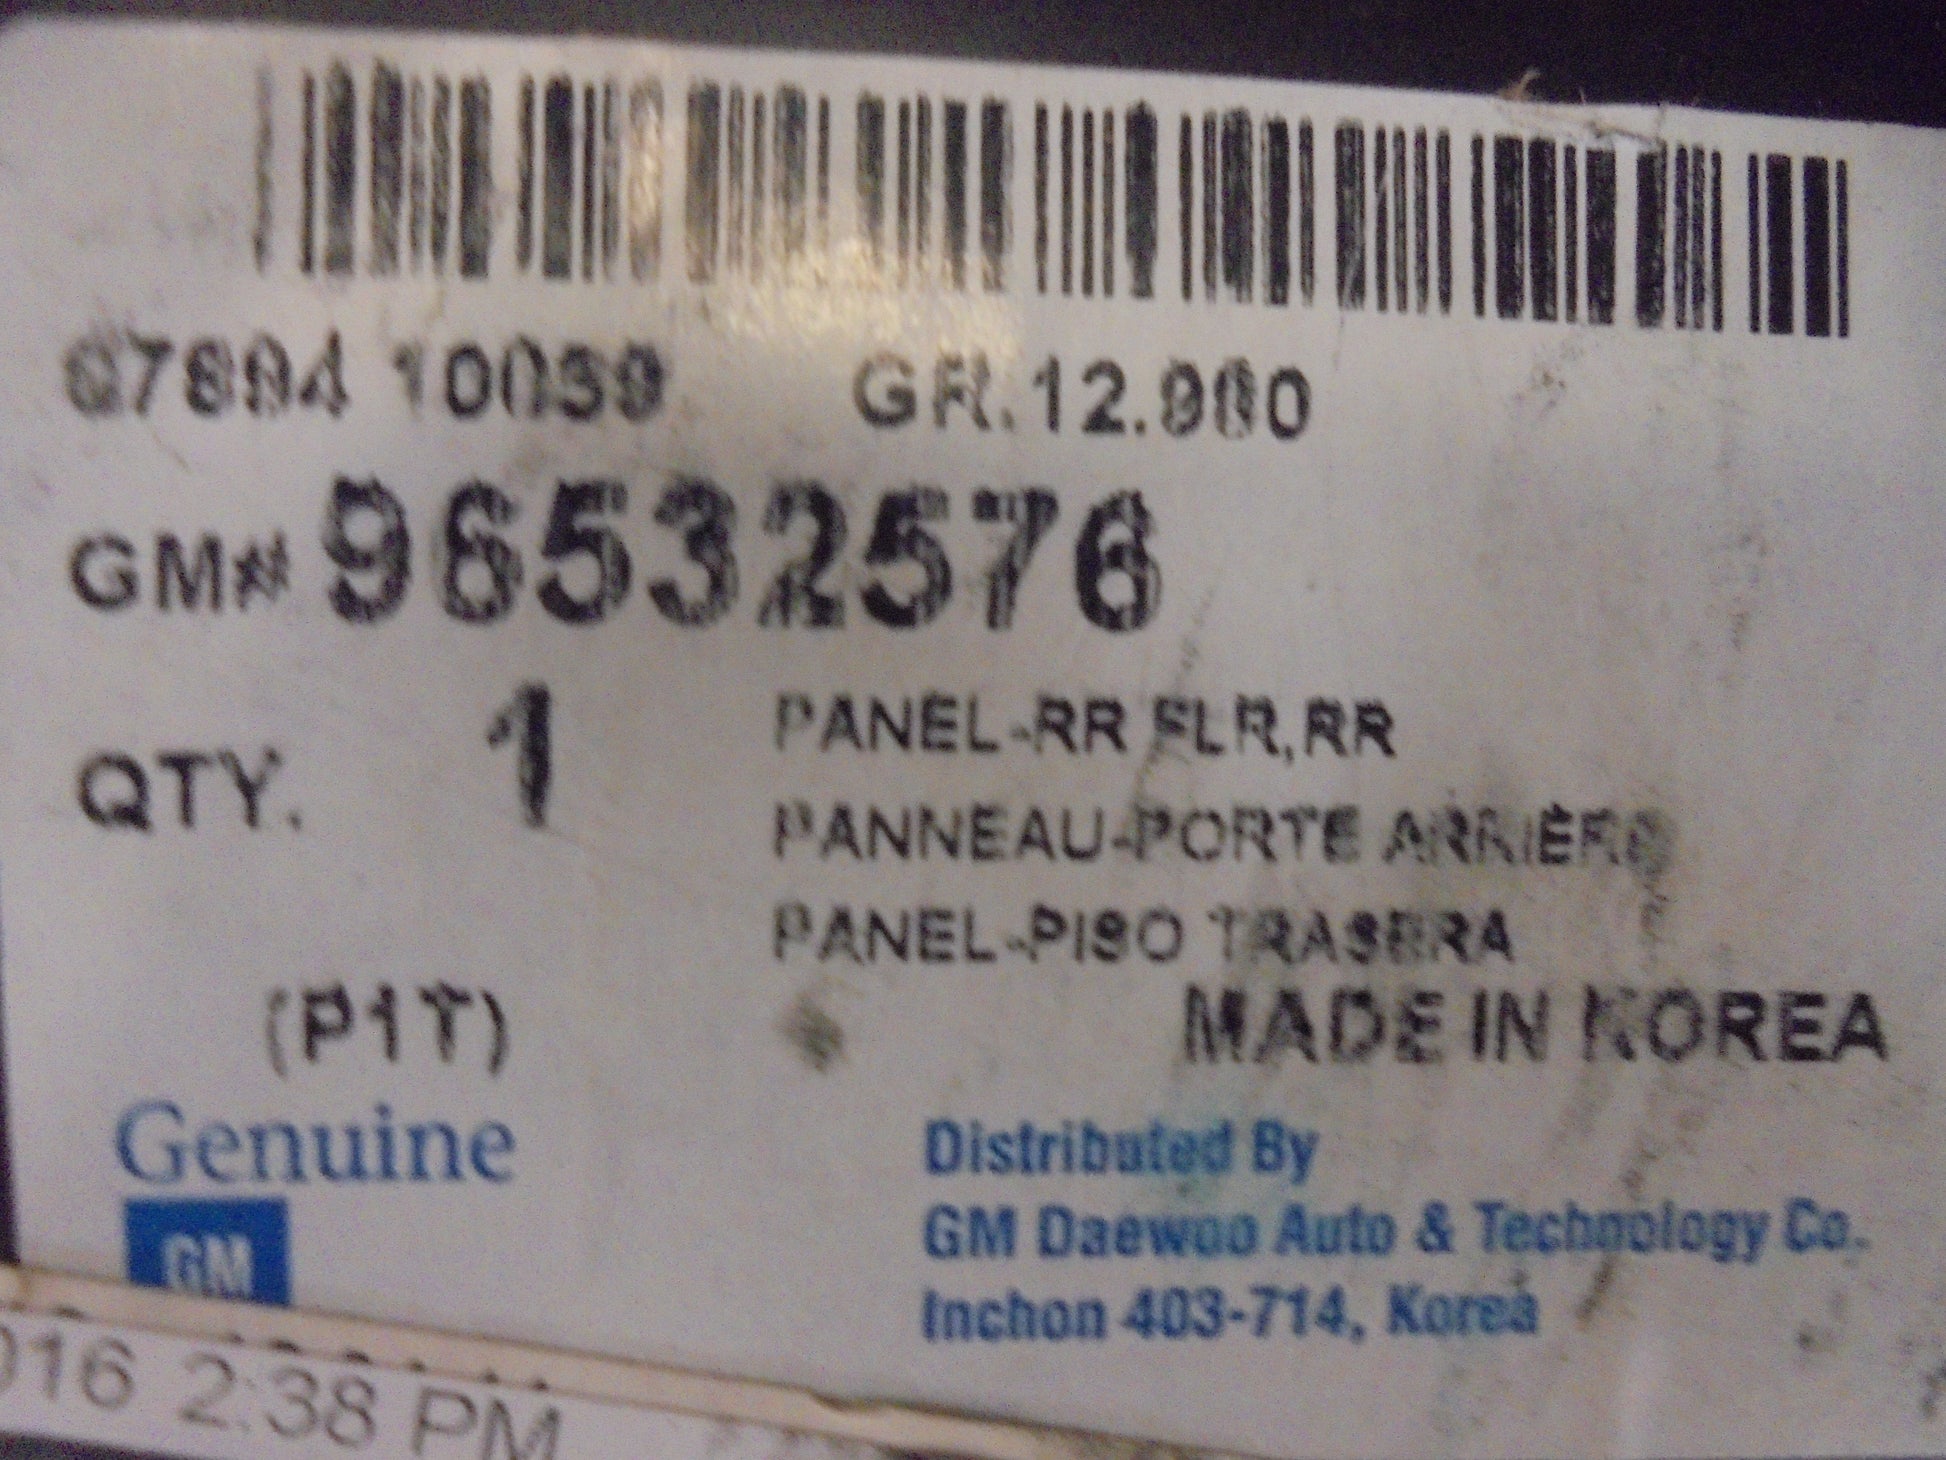 07894 10039 GR.12.980
GM# 96532576
QTY. 1 PANEL-RR FLR,RR
PANNEAU-PORTE ARRIÈRE
PANEL-PISO TRASERA
(P1T) MADE IN KOREA
Genuine
GM
Distributed By
GM Daewoo Auto & Technology Co.
Inchon 403-714, Korea
016 2:38 PM